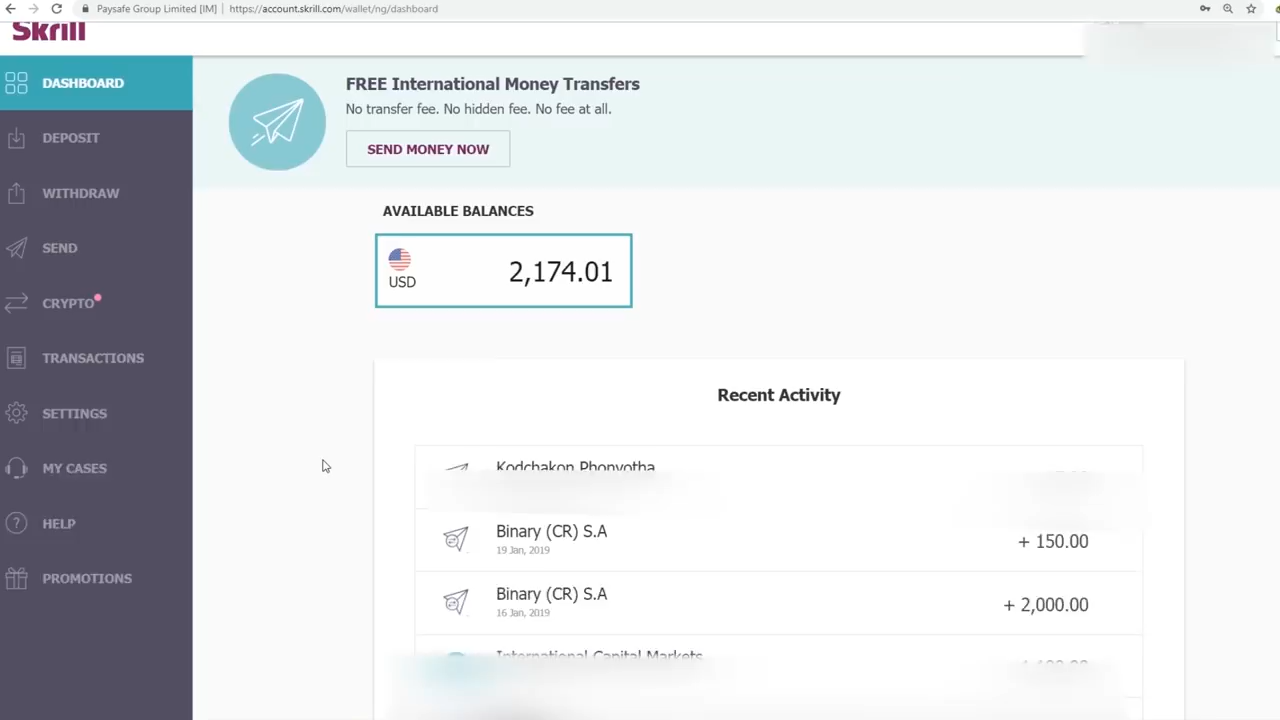 Paysafe Group Limited [IM]
https://account.skrill.com/wallet/ng/dashboard
Skrill
DASHBOARD
DEPOSIT
WITHDRAW
SEND
CRYPTO
TRANSACTIONS
SETTINGS
MY CASES
HELP
PROMOTIONS
FREE International Money Transfers
No transfer fee. No hidden fee. No fee at all.
SEND MONEY NOW
AVAILABLE BALANCES
USD
2,174.01
Recent Activity
Kodchakon Phonyotha
Binary (CR) S.A
19 Jan, 2019
+ 150.00
Binary (CR) S.A
16 Jan, 2019
+ 2,000.00
International Capital Markets